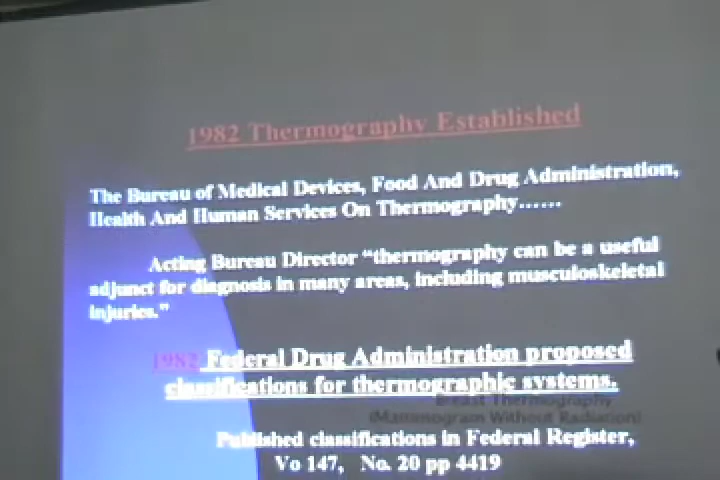 1982 Thermography Established
The Bureau of Medical Devices, Food And Drug Administration,
Health And Human Services On Thermography......
Acting Bureau Director “thermography can be a useful
adjunct for diagnosis in many areas, including musculoskeletal
injuries.”
1982 Federal Drug Administration proposed
classifications for thermographic systems.
Breast Thermography
(Mammogram Without Radiation)
Published classifications in Federal Register,
Vo 147, No. 20 pp 4419